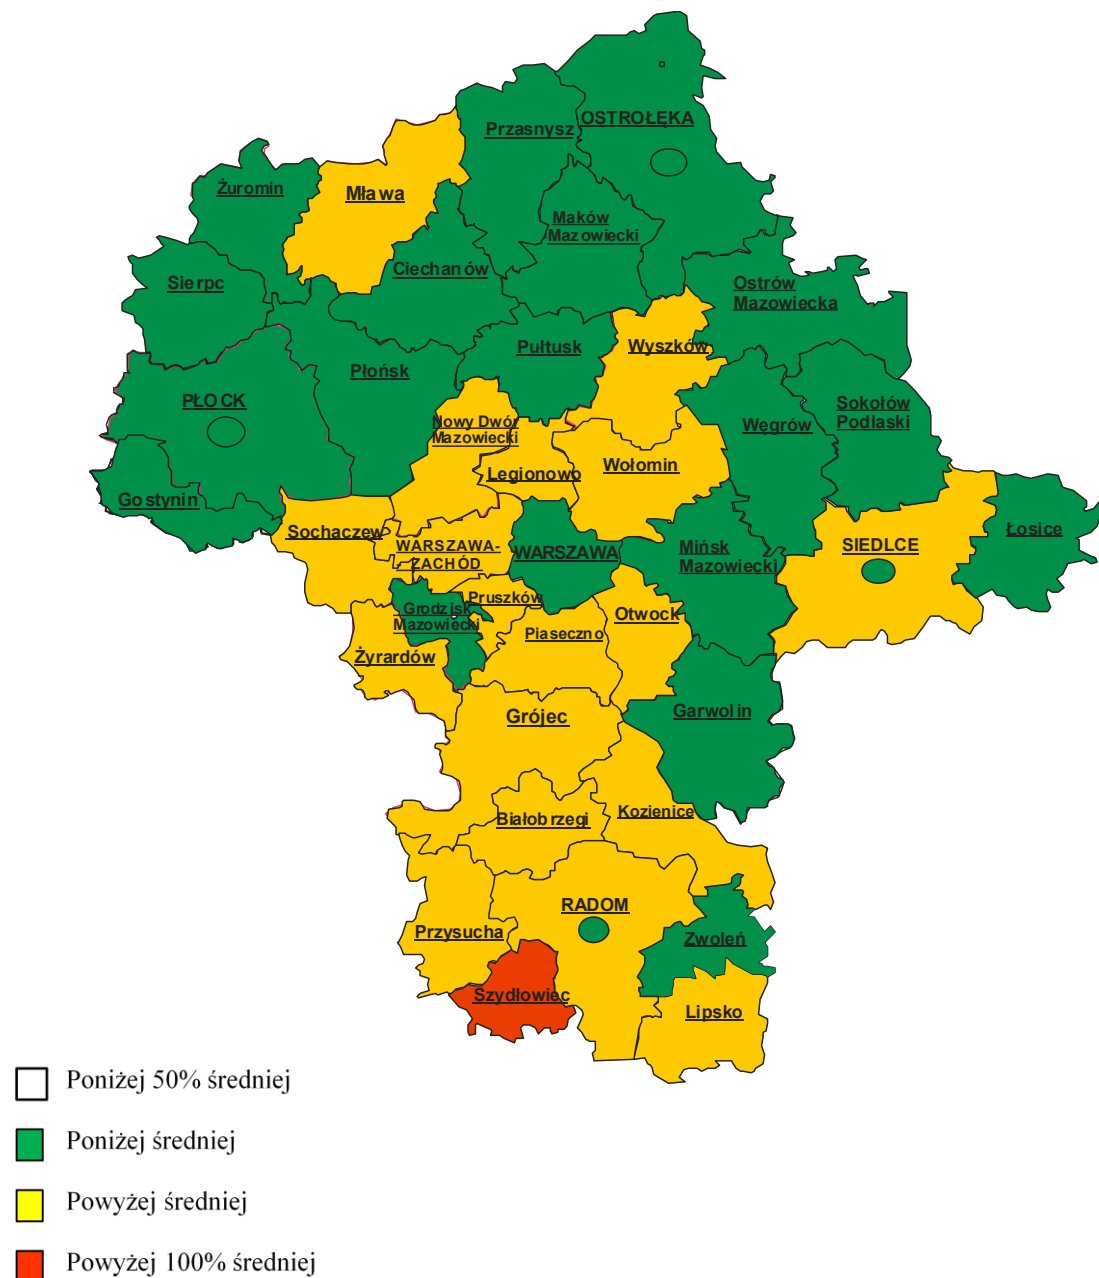 OSTROŁĘKA
Przasnysz
Żuromin
Mława
Maków
Mazowiecki
Ciechanów
Sierpc
Ostrów
Mazowiecka
Pułtusk
Wyszków
Płońsk
PŁOCK
Sokołów
Podlaski
Nowy Dwór
Mazowiecki
Węgrów
Legionowo
Wołomin
Gostynin
Sochaczew
WARSZAWA-
ZACHÓD
WARSZAWA
Mińsk
Mazowiecki
SIEDLCE
Łosice
Pruszków
Grodzisk
Mazowiecki
Otwock
Piaseczno
Żyrardów
Grójec
Garwolin
Białobrzegi
Kozienice
RADOM
Przysucha
Zwoleń
Szydłowiec
Lipsko
Poniżej 50% średniej
Poniżej średniej
Powyżej średniej
Powyżej 100% średniej